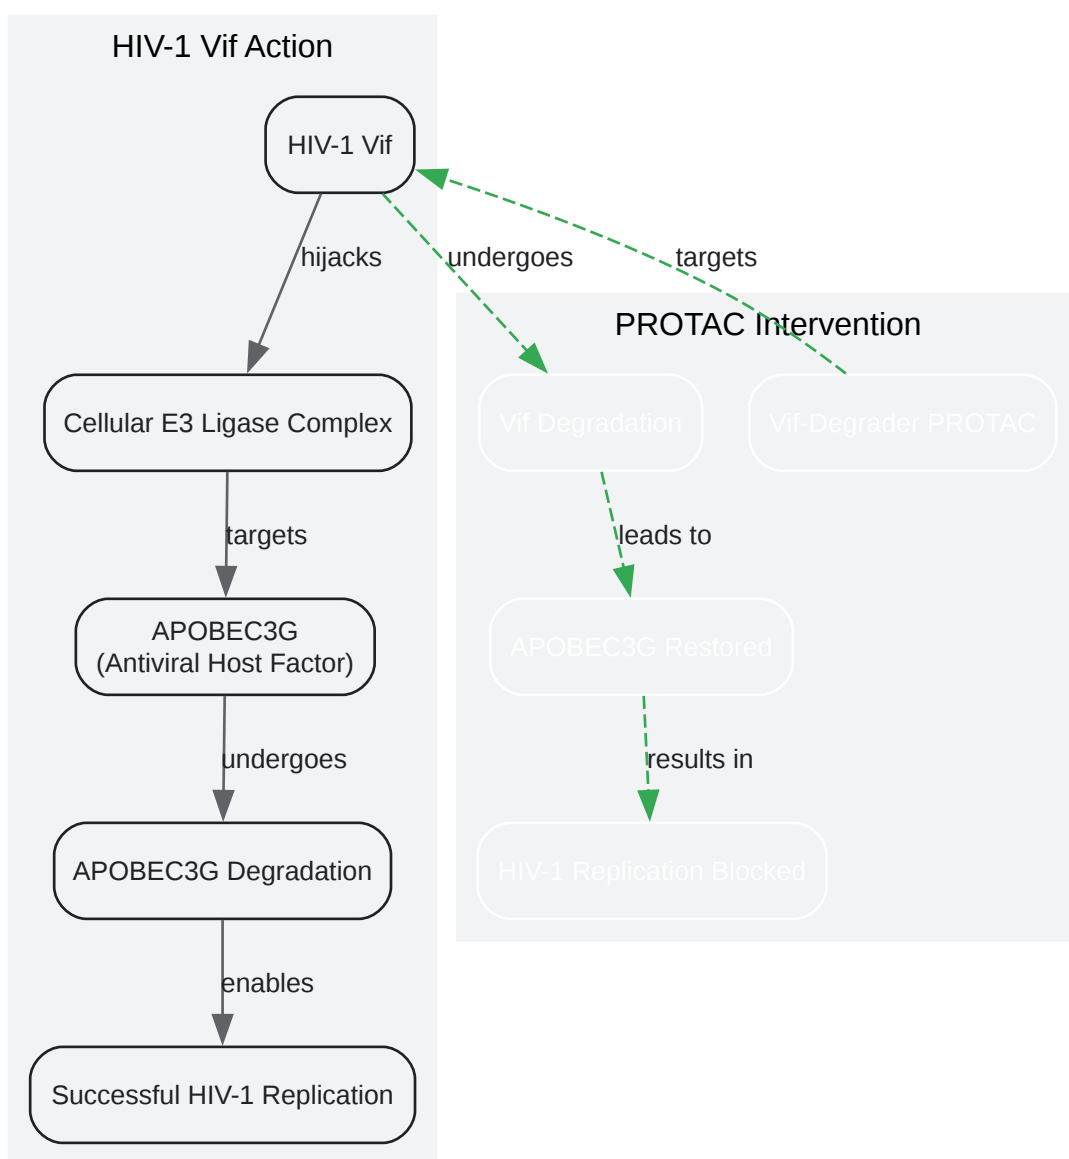 HIV-1 Vif Action
HIV-1 Vif
hijacks
undergoes
targets
PROTAC Intervention
Cellular E3 Ligase Complex
Vif Degradation
Vif-Degrader PROTAC
targets
leads to
APOBEC3G
(Antiviral Host Factor)
APOBEC3G Restored
undergoes
results in
APOBEC3G Degradation
HIV-1 Replication Blocked
enables
Successful HIV-1 Replication